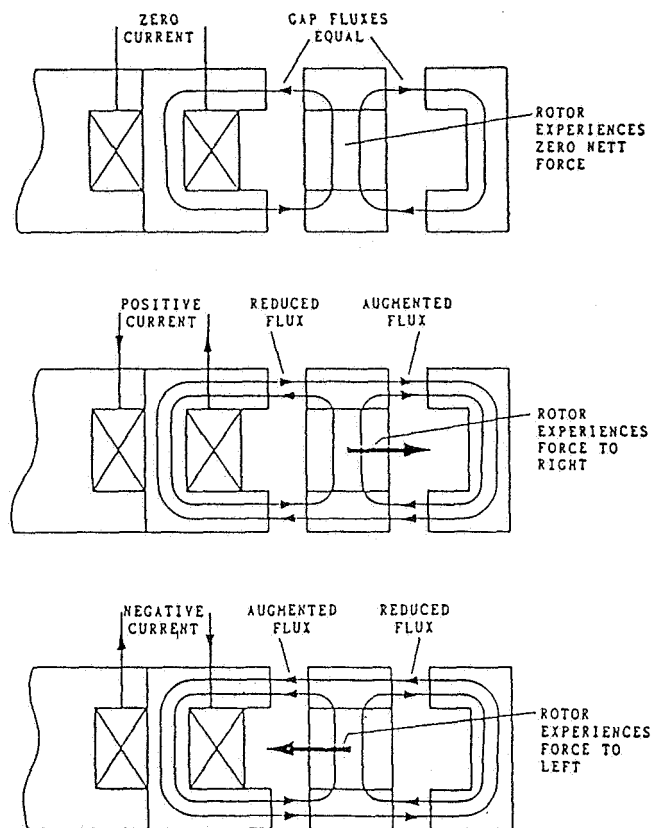 ZERO
CURRENT
GAP FLUXES
EQUAL
ROTOR
EXPERIENCES
ZERO NETT
FORCE
POSITIVE
CURRENT
REDUCED
FLUX
AUGMENTED
FLUX
ROTOR
EXPERIENCES
FORCE TO
RIGHT
NEGATIVE
CURRENT
AUGMENTED
FLUX
REDUCED
FLUX
ROTOR
EXPERIENCES
FORCE TO
LEFT